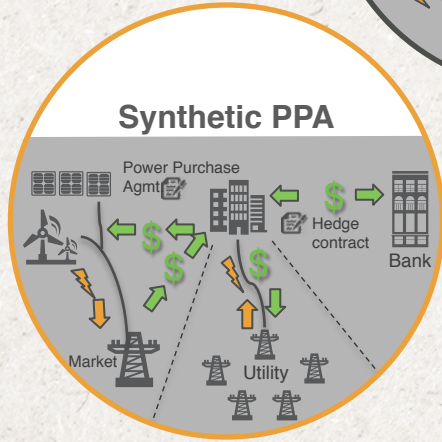 Synthetic PPA
Power Purchase
Agmt
$
Hedge
contract
Bank
$
$
$
Market
Utility